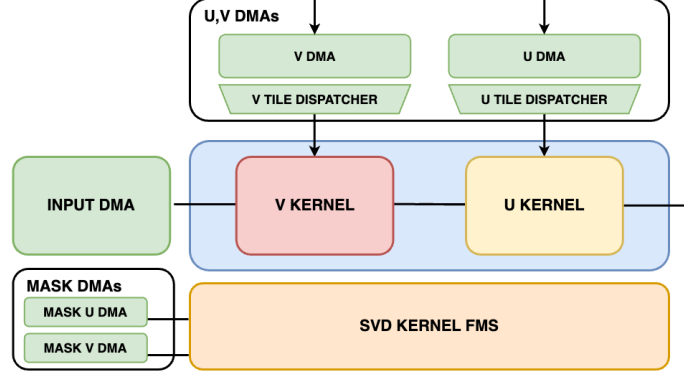 U,V DMAs
V DMA
U DMA
V TILE DISPATCHER
U TILE DISPATCHER
INPUT DMA
V KERNEL
U KERNEL
MASK DMAs
MASK U DMA
MASK V DMA
SVD KERNEL FMS